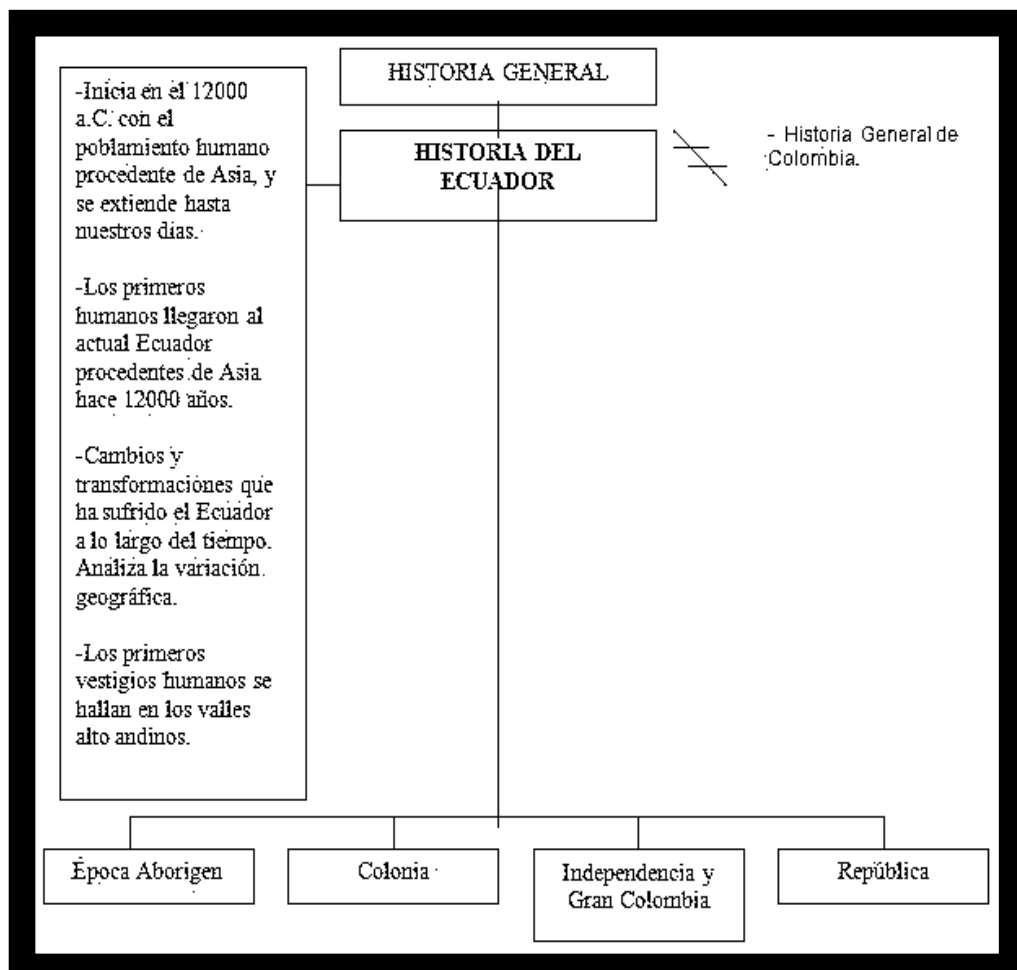 HISTORIA GENERAL
HISTORIA DEL
ECUADOR
- Historia General de
Colombia.
-Inicia en el 12000
a.C. con el
poblamiento humano
procedente de Asia, y
se extiende hasta
nuestros dias.
-Los primeros
humanos llegaron al
actual Ecuador
procedentes de Asia
hace 12000 años.
-Cambios y
transformaciones que
ha sufrido el Ecuador
a lo largo del tiempo.
Analiza la variación
geográfica.
-Los primeros
vestigios humanos se
hallan en los valles
alto andinos.
Época Aborigen
Colonia
Independencia y
Gran Colombia
República